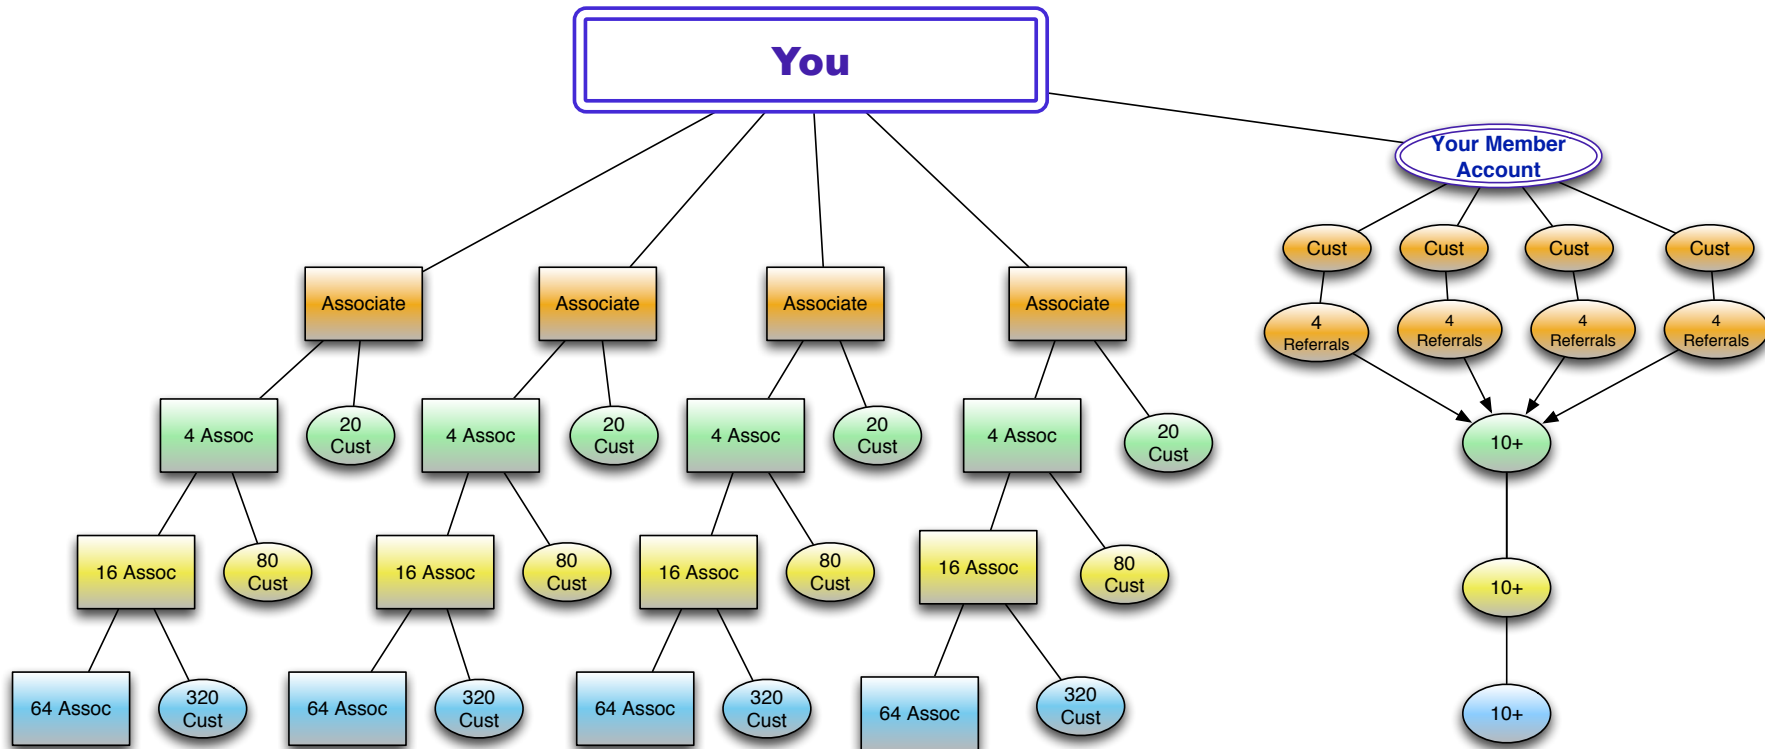 You
Your Member
Account
Cust
Cust
Cust
Cust
4
Referrals
4
Referrals
4
Referrals
4
Referrals
Associate
Associate
Associate
Associate
4 Assoc
20
Cust
4 Assoc
20
Cust
4 Assoc
20
Cust
4 Assoc
20
Cust
10+
16 Assoc
80
Cust
16 Assoc
80
Cust
16 Assoc
80
Cust
16 Assoc
80
Cust
10+
64 Assoc
320
Cust
64 Assoc
320
Cust
64 Assoc
320
Cust
64 Assoc
320
Cust
10+